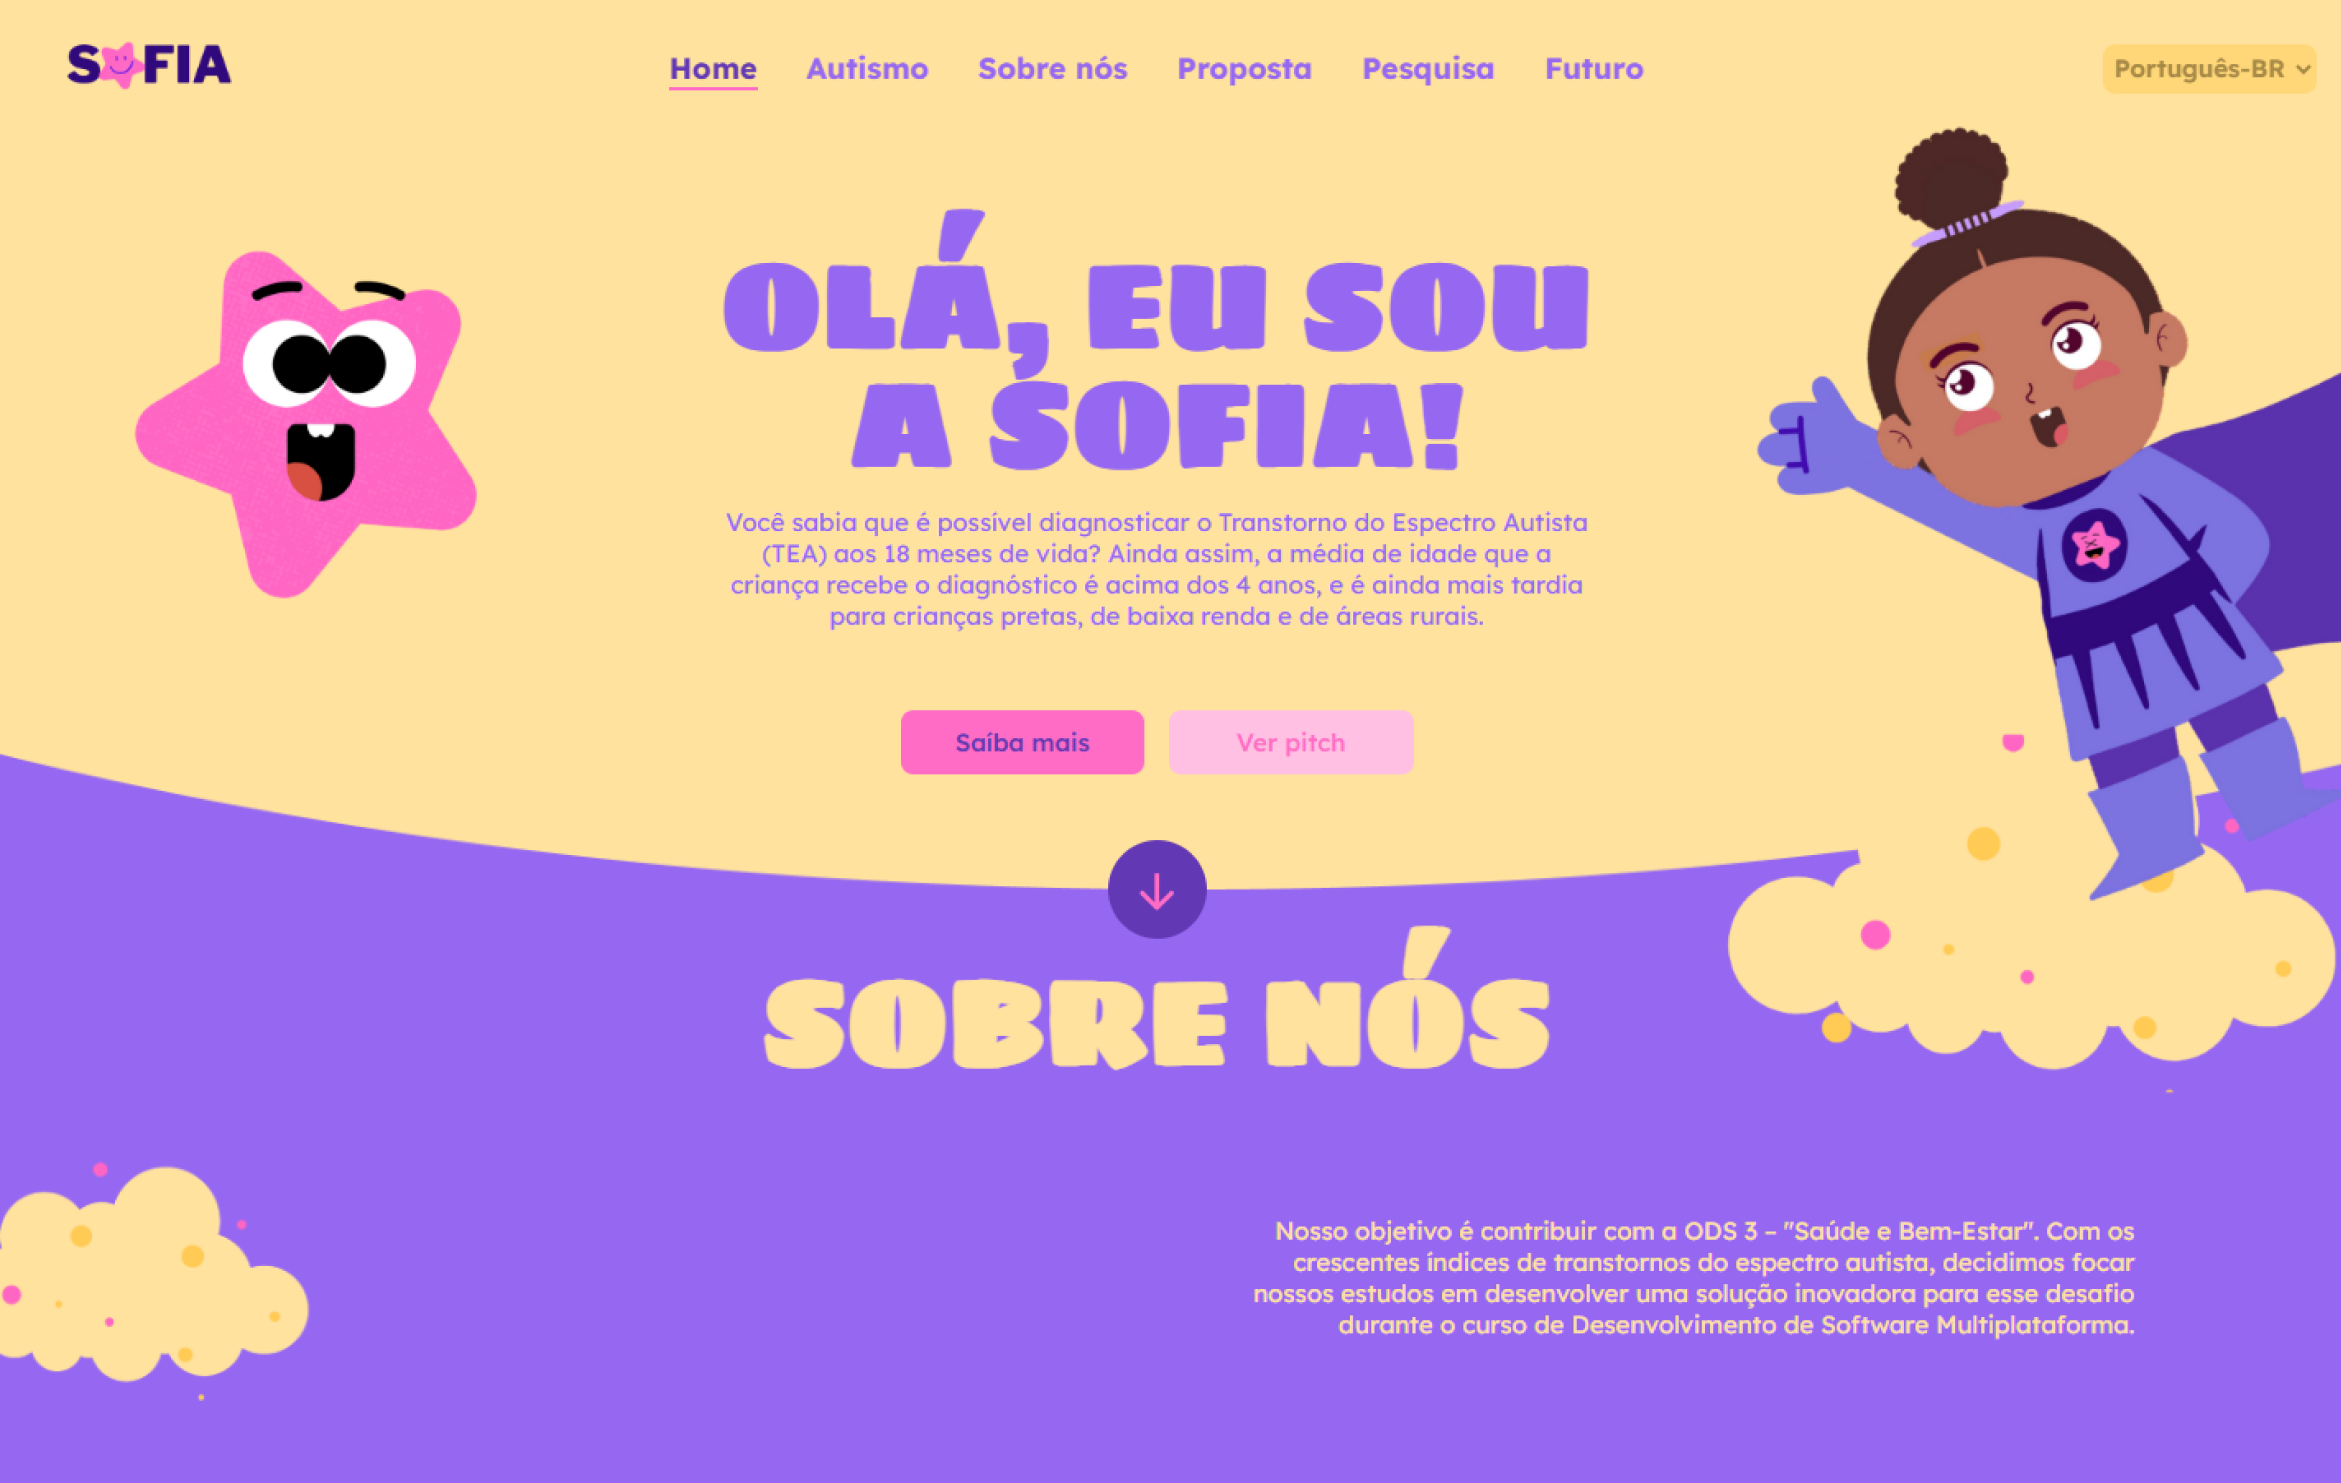 SOFIA
Home
Autismo
Sobre nós
Proposta
Pesquisa
Futuro
Português-BR
OLÁ, EU SOU
A SOFIA!
Você sabia que é possível diagnosticar o Transtorno do Espectro Autista
(TEA) aos 18 meses de vida? Ainda assim, a média de idade que a
criança recebe o diagnóstico é acima dos 4 anos, e é ainda mais tardia
para crianças pretas, de baixa renda e de áreas rurais.
Saíba mais
Ver pitch
SOBRE NÓS
Nosso objetivo é contribuir com a ODS 3 – "Saúde e Bem-Estar". Com os
crescentes índices de transtornos do espectro autista, decidimos focar
nossos estudos em desenvolver uma solução inovadora para esse desafio
durante o curso de Desenvolvimento de Software Multiplataforma.